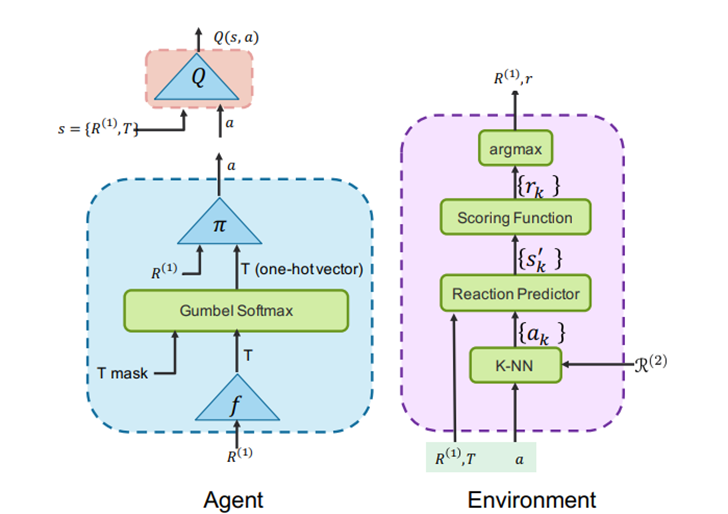 Q(s, a)
Q
s = {R^(1), T}
a
a
π
R^(1)
T (one-hot vector)
Gumbel Softmax
T mask
T
f
R^(1)
Agent
R^(1), r
argmax
{r_k }
Scoring Function
{s'_k }
Reaction Predictor
{a_k }
K-NN
ℛ^(2)
R^(1), T
a
Environment